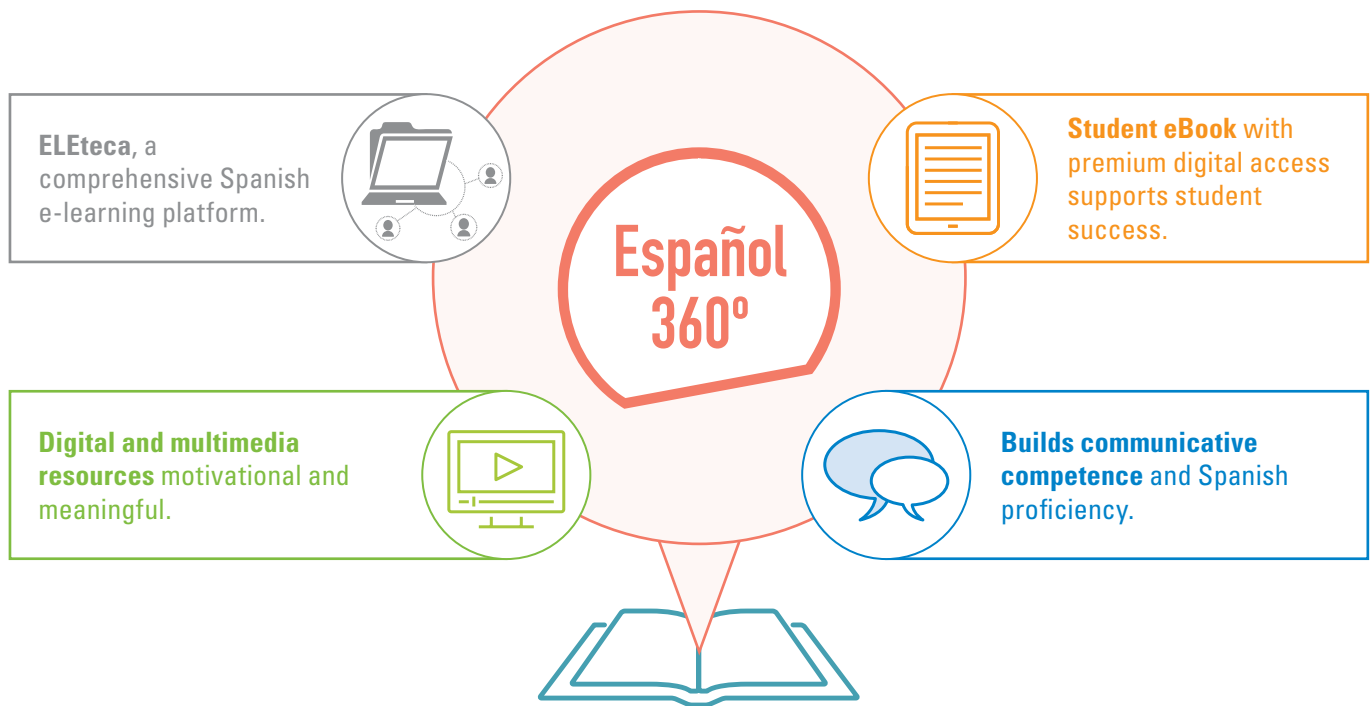 ELEteca, a
comprehensive Spanish
e-learning platform.
Student eBook with
premium digital access
supports student
success.
Español
360º
Digital and multimedia
resources motivational and
meaningful.
Builds communicative
competence and Spanish
proficiency.